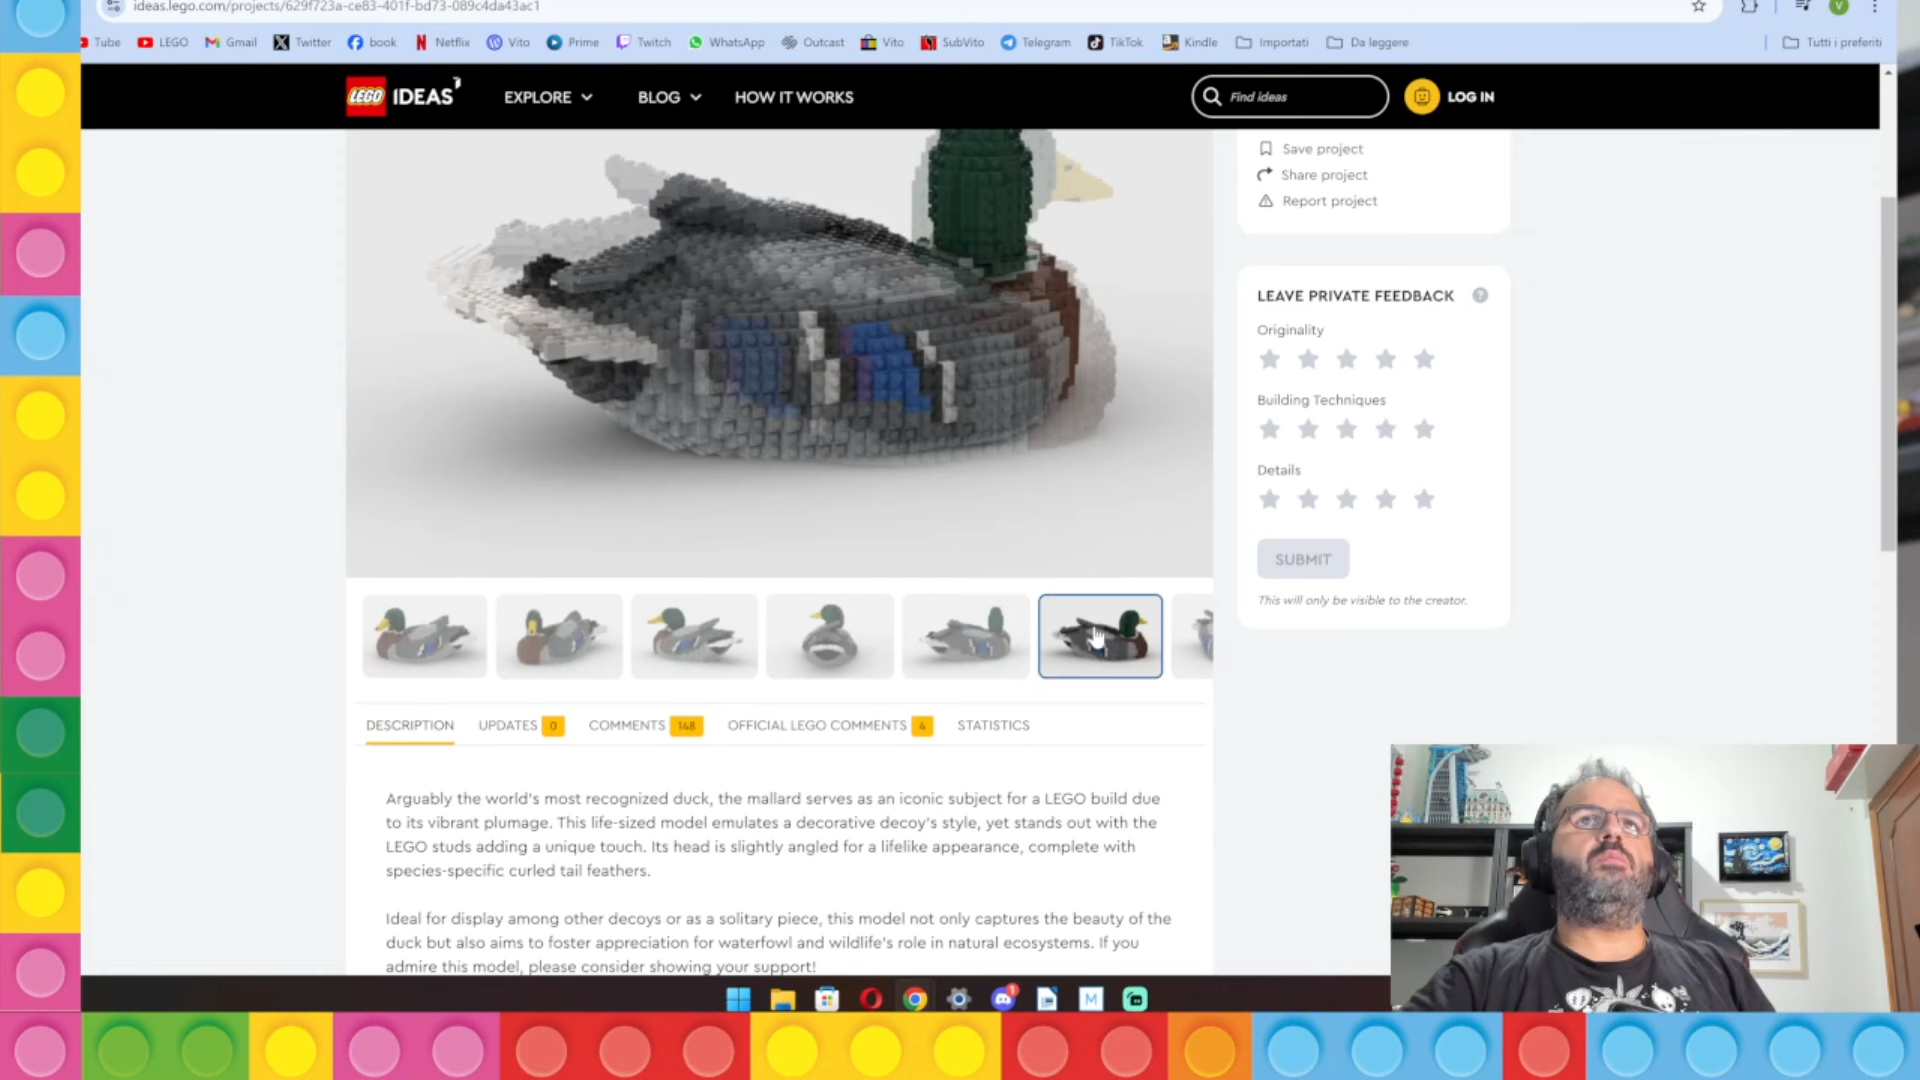 ideas.lego.com/projects/629f723a-ce83-401f-bd73-089c4da43ac1
Tube LEGO Gmail Twitter book Netflix Vito Prime Twitch WhatsApp Outcast Vito SubVito Telegram TikTok Kindle Importati Da leggere Tutti i preferiti
V
LEGO IDEAS EXPLORE BLOG HOW IT WORKS Find ideas LOG IN
Save project
Share project
Report project
LEAVE PRIVATE FEEDBACK ?
Originality
Building Techniques
Details
SUBMIT
This will only be visible to the creator.
DESCRIPTION UPDATES 0 COMMENTS 148 OFFICIAL LEGO COMMENTS 4 STATISTICS
Arguably the world's most recognized duck, the mallard serves as an iconic subject for a LEGO build due
to its vibrant plumage. This life-sized model emulates a decorative decoy's style, yet stands out with the
LEGO studs adding a unique touch. Its head is slightly angled for a lifelike appearance, complete with
species-specific curled tail feathers.
Ideal for display among other decoys or as a solitary piece, this model not only captures the beauty of the
duck but also aims to foster appreciation for waterfowl and wildlife's role in natural ecosystems. If you
admire this model, please consider showing your support!
1
M